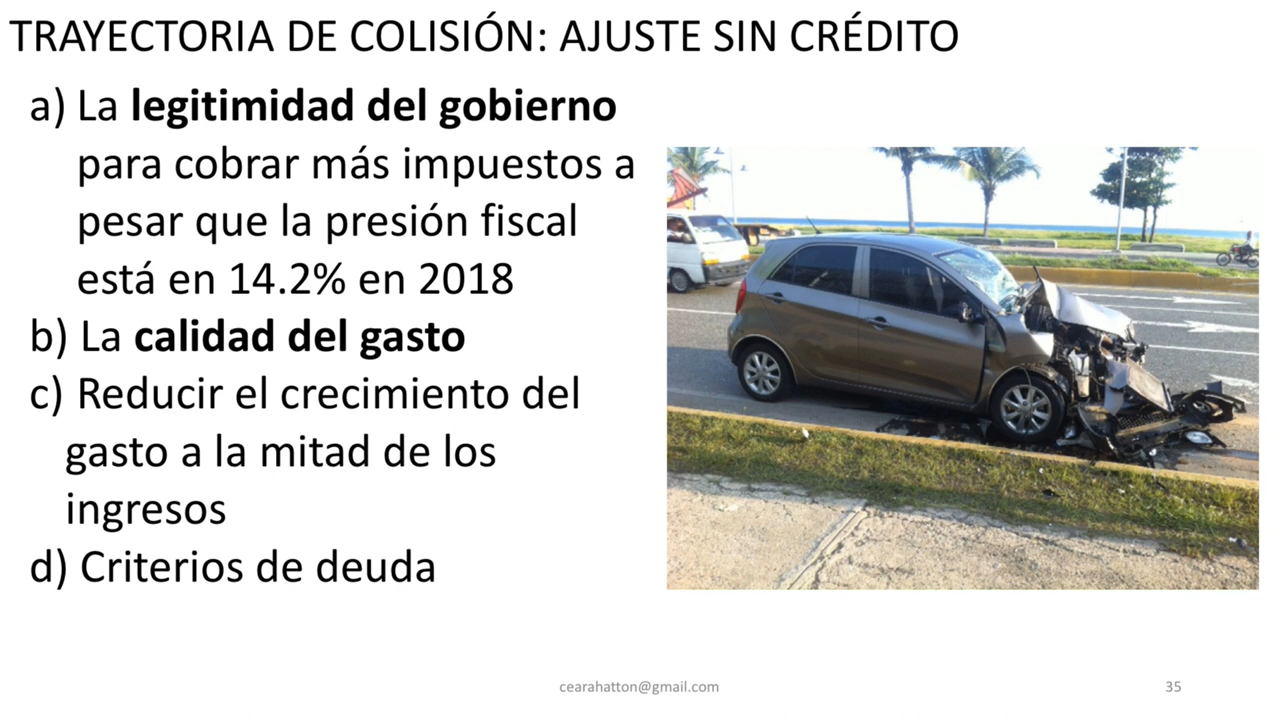 TRAYECTORIA DE COLISIÓN: AJUSTE SIN CRÉDITO
a) La legitimidad del gobierno
para cobrar más impuestos a
pesar que la presión fiscal
está en 14.2% en 2018
b) La calidad del gasto
c) Reducir el crecimiento del
gasto a la mitad de los
ingresos
d) Criterios de deuda
cearahatton@gmail.com
35